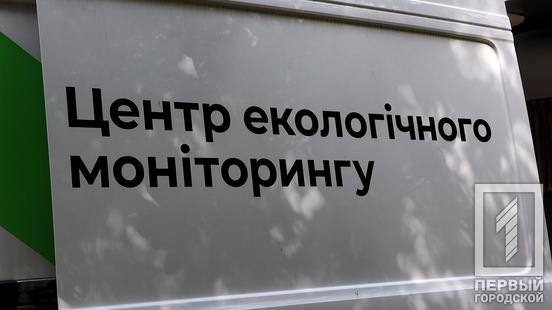 Центр екологічного
моніторингу
1
ПЕРВЫЙ
ГОРОДСКОЙ